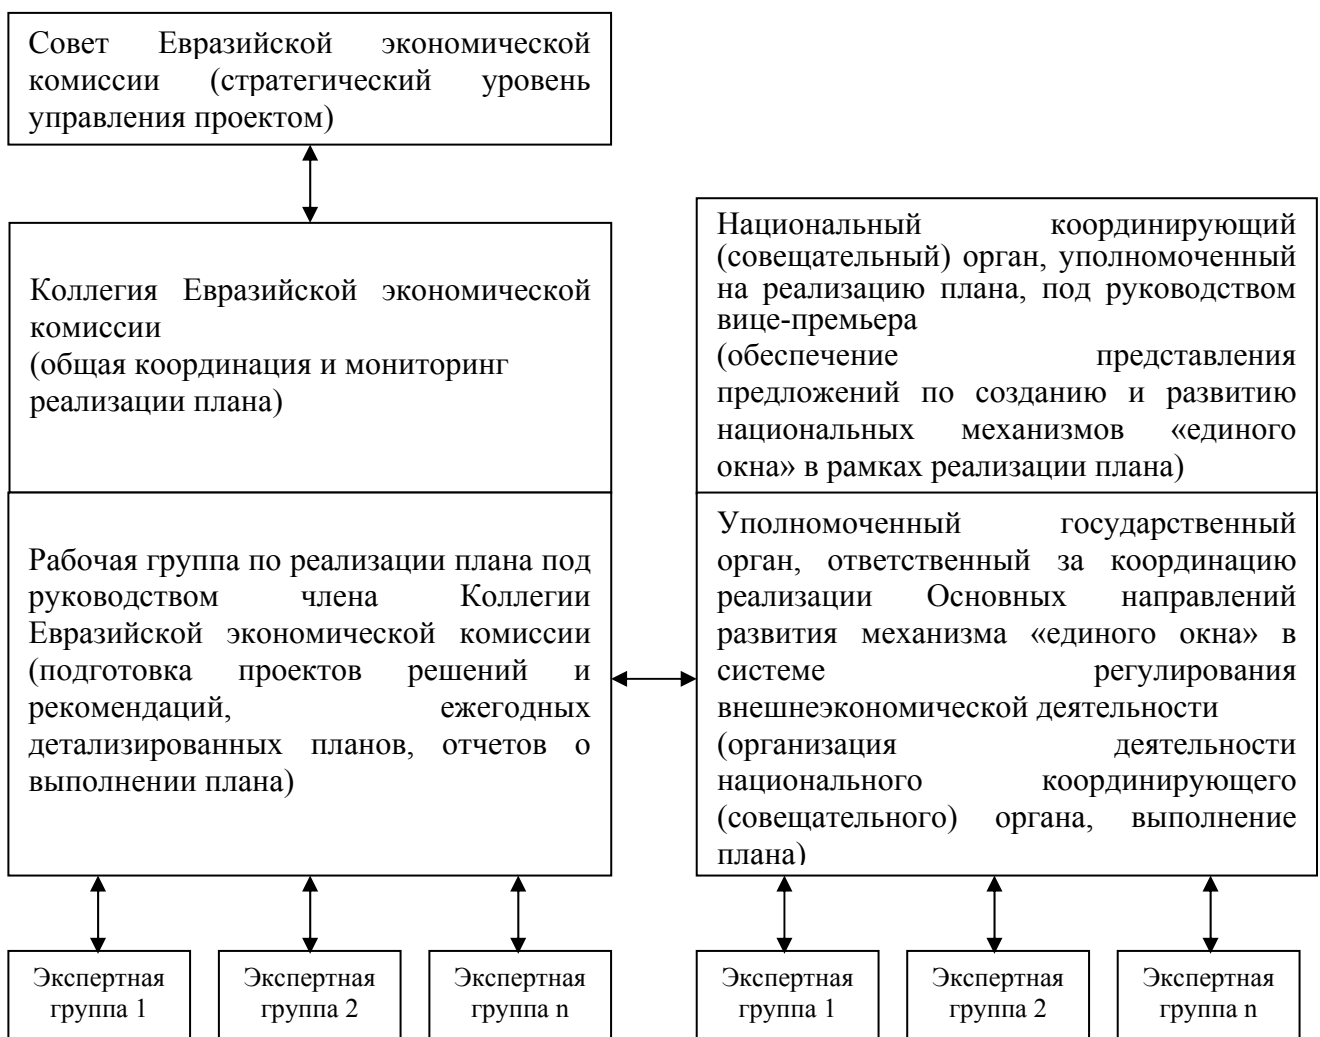 Совет Евразийской экономической
комиссии (стратегический уровень
управления проектом)
Коллегия Евразийской экономической
комиссии
(общая координация и мониторинг
реализации плана)
Рабочая группа по реализации плана под
руководством члена Коллегии
Евразийской экономической комиссии
(подготовка проектов решений и
рекомендаций, ежегодных
детализированных планов, отчетов о
выполнении плана)
Экспертная
группа 1
Экспертная
группа 2
Экспертная
группа n
Национальный координирующий
(совещательный) орган, уполномоченный
на реализацию плана, под руководством
вице-премьера
(обеспечение представления
предложений по созданию и развитию
национальных механизмов «единого
окна» в рамках реализации плана)
Уполномоченный государственный
орган, ответственный за координацию
реализации Основных направлений
развития механизма «единого окна» в
системе регулирования
внешнеэкономической деятельности
(организация деятельности
национального координирующего
(совещательного) органа, выполнение
плана)
Экспертная
группа 1
Экспертная
группа 2
Экспертная
группа n